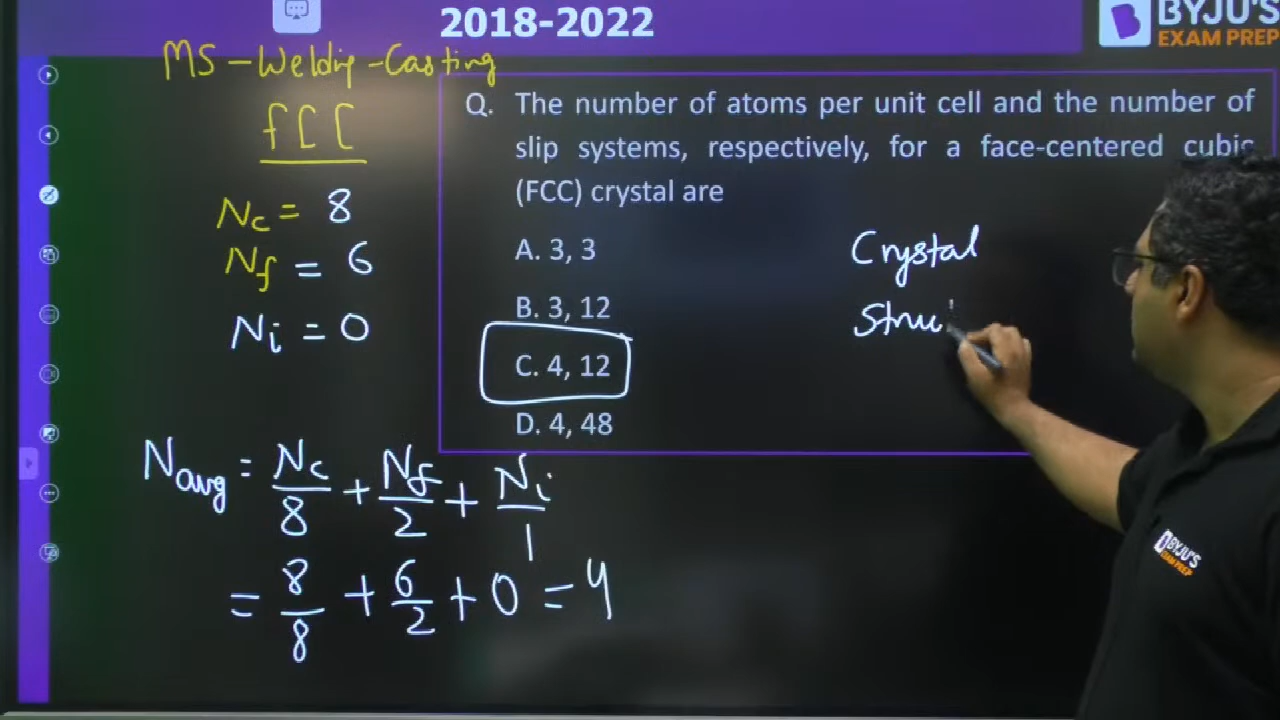 2018-2022
BYJU'S
EXAM PREP
MS - Welding - Casting
FCC
Nc = 8
Nf = 6
Ni = 0
Navg = Nc/8 + Nf/2 + Ni/1
= 8/8 + 6/2 + 0 = 4
Q. The number of atoms per unit cell and the number of
slip systems, respectively, for a face-centered cubic
(FCC) crystal are
A. 3, 3
B. 3, 12
C. 4, 12
D. 4, 48
Crystal
Stru
BYJU'S
EXAM PREP